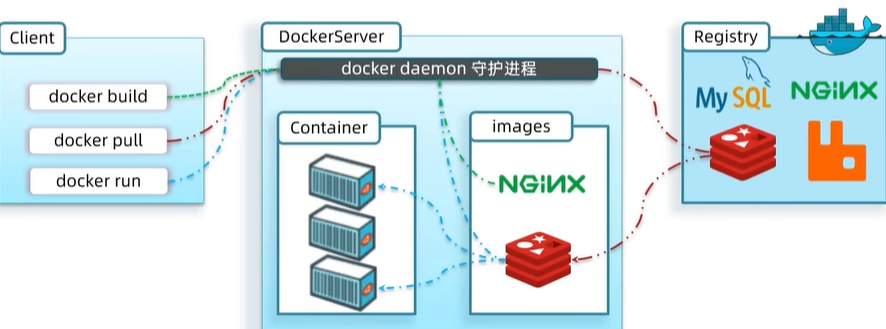 Client
docker build
docker pull
docker run
DockerServer
docker daemon 守护进程
Container
images
NGINX
Registry
MySQL
NGINX